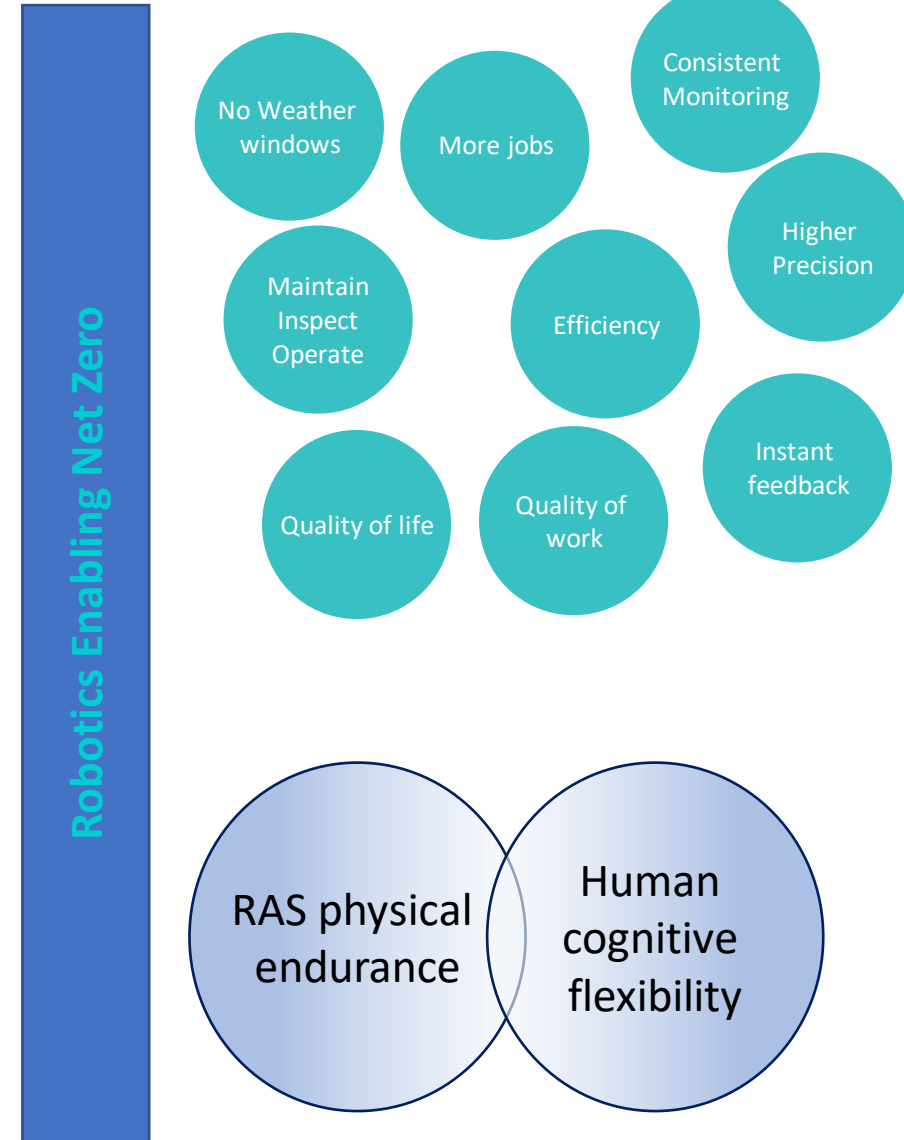 Robotics Enabling Net Zero
No Weather
windows
More jobs
Consistent
Monitoring
Higher
Precision
Maintain
Inspect
Operate
Efficiency
Instant
feedback
Quality of life
Quality of
work
RAS physical
endurance
Human
cognitive
flexibility